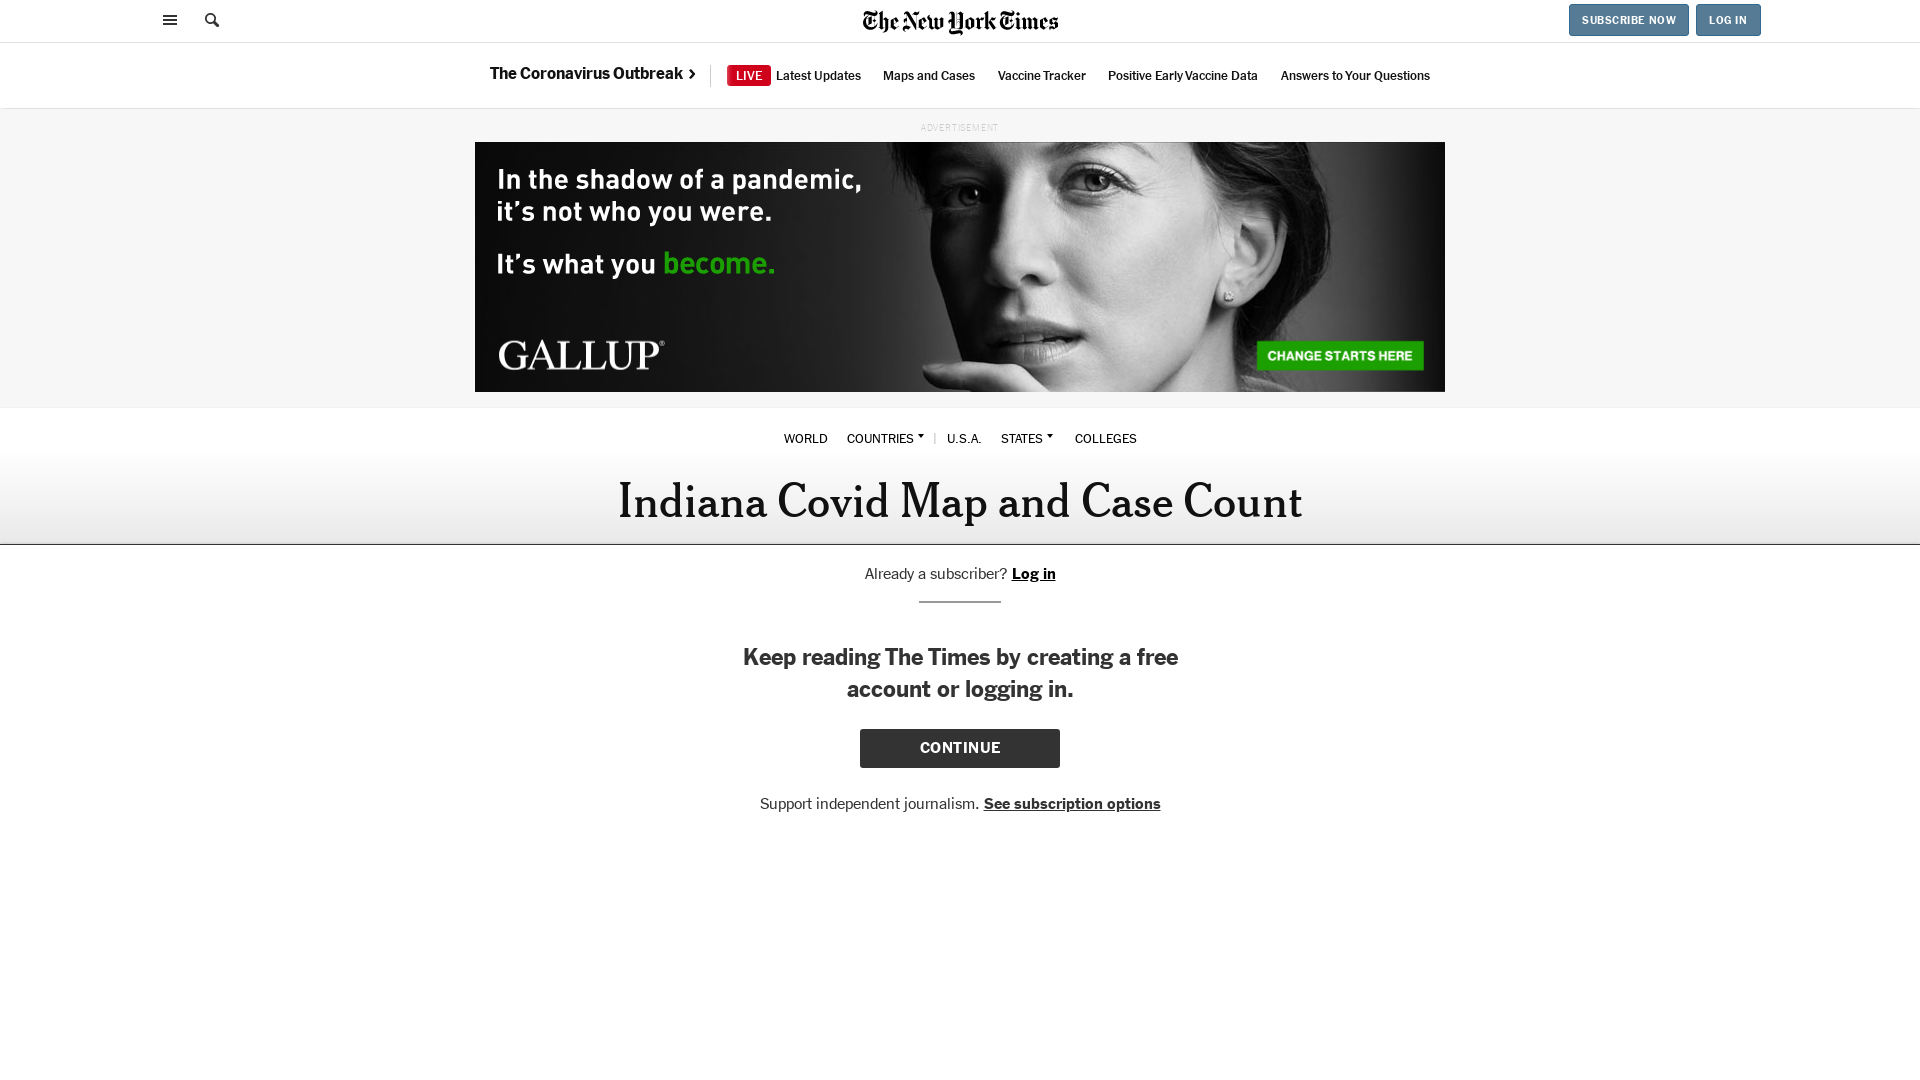 The New York Times
SUBSCRIBE NOW
LOG IN
The Coronavirus Outbreak
LIVE Latest Updates
Maps and Cases
Vaccine Tracker
Positive Early Vaccine Data
Answers to Your Questions
ADVERTISEMENT
In the shadow of a pandemic,
it's not who you were.
It's what you become.
GALLUP®
CHANGE STARTS HERE
WORLD COUNTRIES | U.S.A. STATES COLLEGES
Indiana Covid Map and Case Count
Already a subscriber? Log in
Keep reading The Times by creating a free
account or logging in.
CONTINUE
Support independent journalism. See subscription options